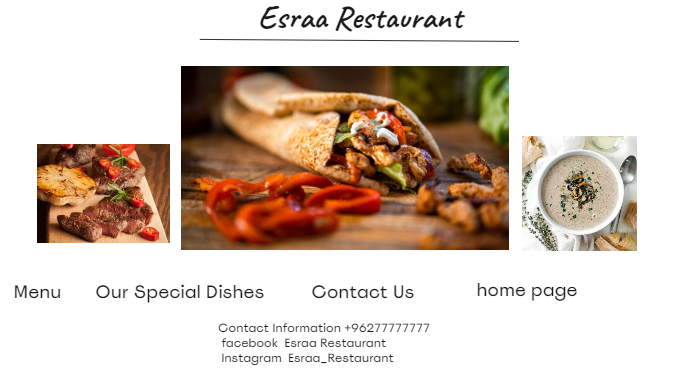 Esraa Restaurant
Menu Our Special Dishes Contact Us home page
Contact Information +96277777777
facebook Esraa Restaurant
Instagram Esraa_Restaurant